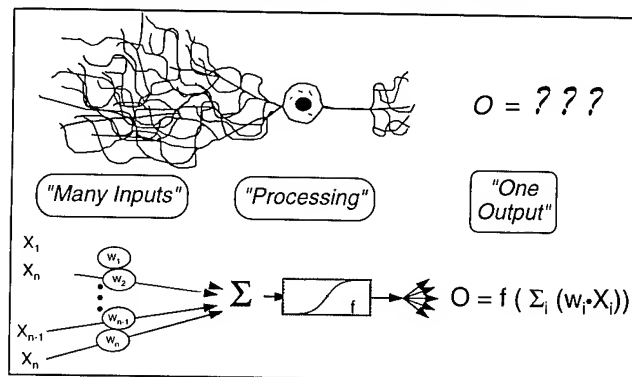 O = ? ? ?
"Many Inputs"
"Processing"
"One
Output"
X₁
w₁
Xₙ
w₂
Xₙ₋₁
wₙ₋₁
Xₙ
wₙ
Σ
f
O = f ( Σᵢ (wᵢ•Xᵢ))